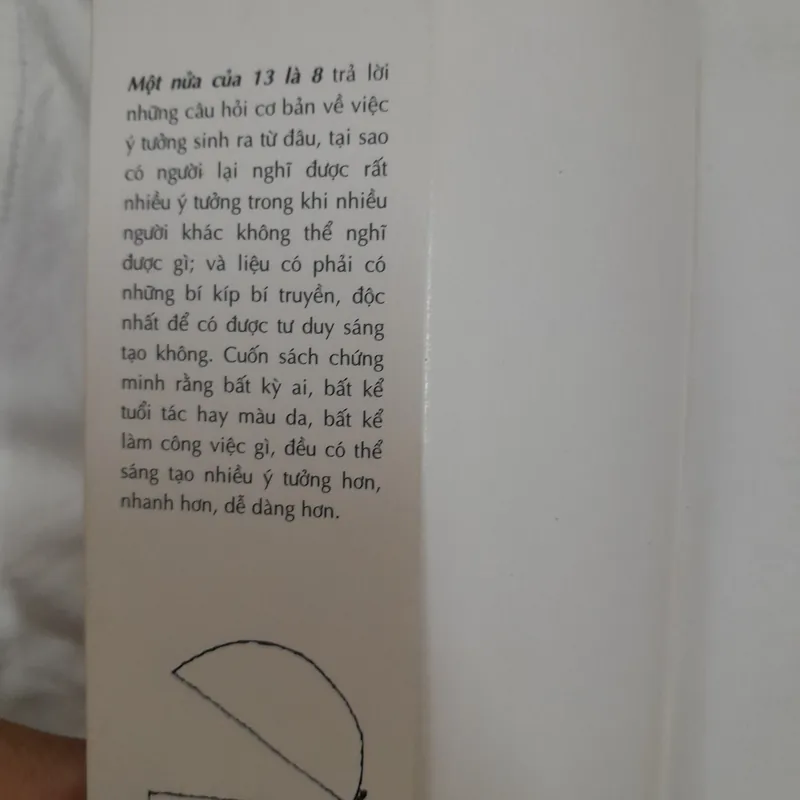 Một nửa của 13 là 8 trả lời
những câu hỏi cơ bản về việc
ý tưởng sinh ra từ đâu, tại sao
có người lại nghĩ được rất
nhiều ý tưởng trong khi nhiều
người khác không thể nghĩ
được gì; và liệu có phải có
những bí kíp bí truyền, độc
nhất để có được tư duy sáng
tạo không. Cuốn sách chứng
minh rằng bất kỳ ai, bất kể
tuổi tác hay màu da, bất kể
làm công việc gì, đều có thể
sáng tạo nhiều ý tưởng hơn,
nhanh hơn, dễ dàng hơn.